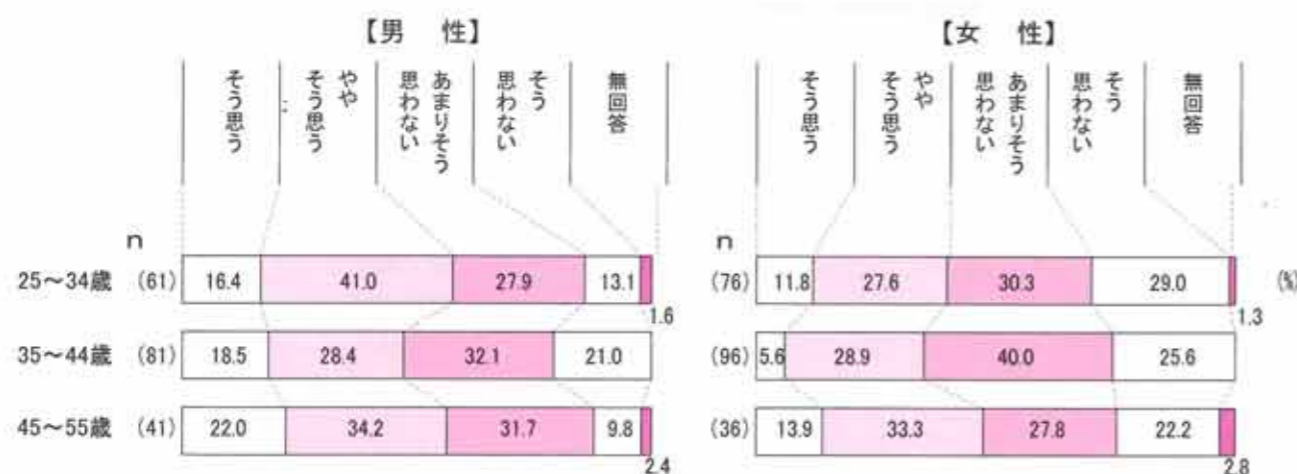 【男 性】
そう思う
やや
そう思う
あまりそう
思わない
そう
思わない
無回答
n
25～34歳 (61) 16.4 41.0 27.9 13.1
1.6
35～44歳 (81) 18.5 28.4 32.1 21.0
45～55歳 (41) 22.0 34.2 31.7 9.8
2.4
【女 性】
そう思う
やや
そう思う
あまりそう
思わない
そう
思わない
無回答
n
(76) 11.8 27.6 30.3 29.0 (%)
1.3
(96) 5.6 28.9 40.0 25.6
(36) 13.9 33.3 27.8 22.2
2.8